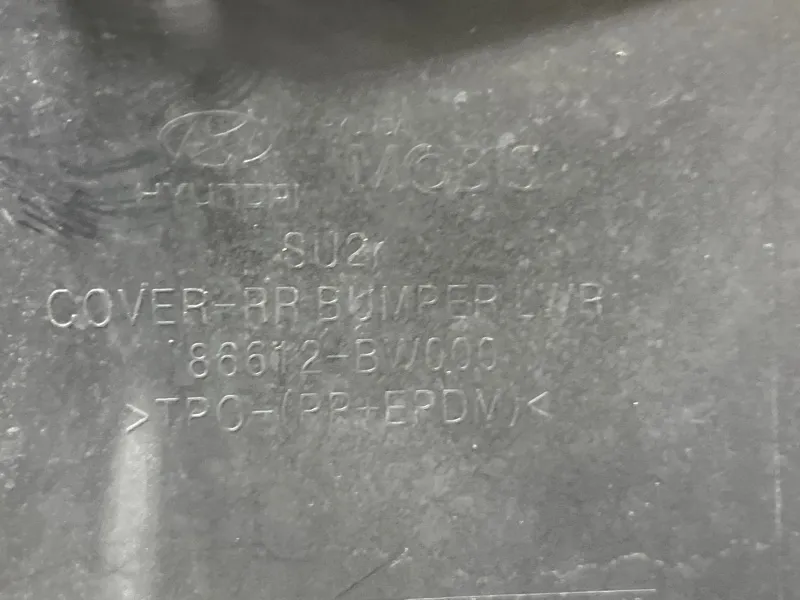 HYUNDAI
MOBIS
SU2r
COVER-RR BUMPER LWR
86612-BW000
>TPO-(PP+EPDM)<